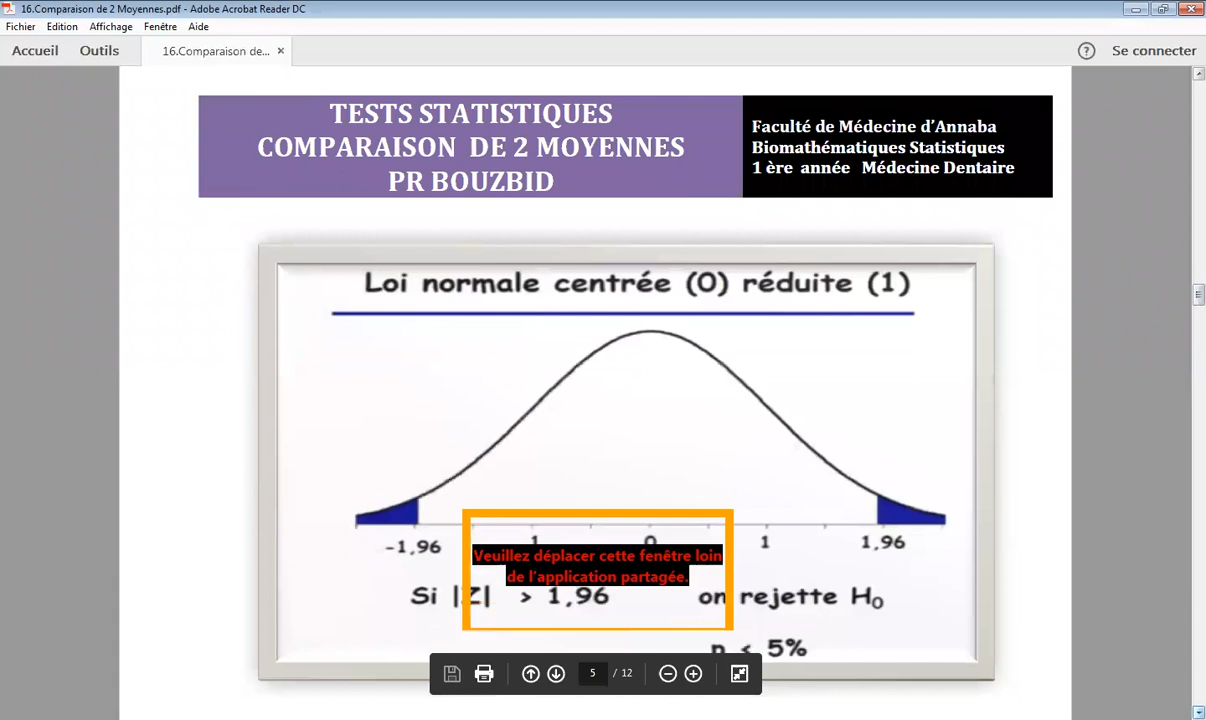 16.Comparaison de 2 Moyennes.pdf - Adobe Acrobat Reader DC
Fichier Edition Affichage Fenêtre Aide
Accueil Outils 16.Comparaison de... × ? Se connecter
TESTS STATISTIQUES
COMPARAISON DE 2 MOYENNES
PR BOUZBID
Faculté de Médecine d'Annaba
Biomathématiques Statistiques
1 ère année Médecine Dentaire
Loi normale centrée (0) réduite (1)
-1,96 1 0 1 1,96
Veuillez déplacer cette fenêtre loin
de l'application partagée.
Si |Z| > 1,96 on rejette H0
p < 5%
5 / 12